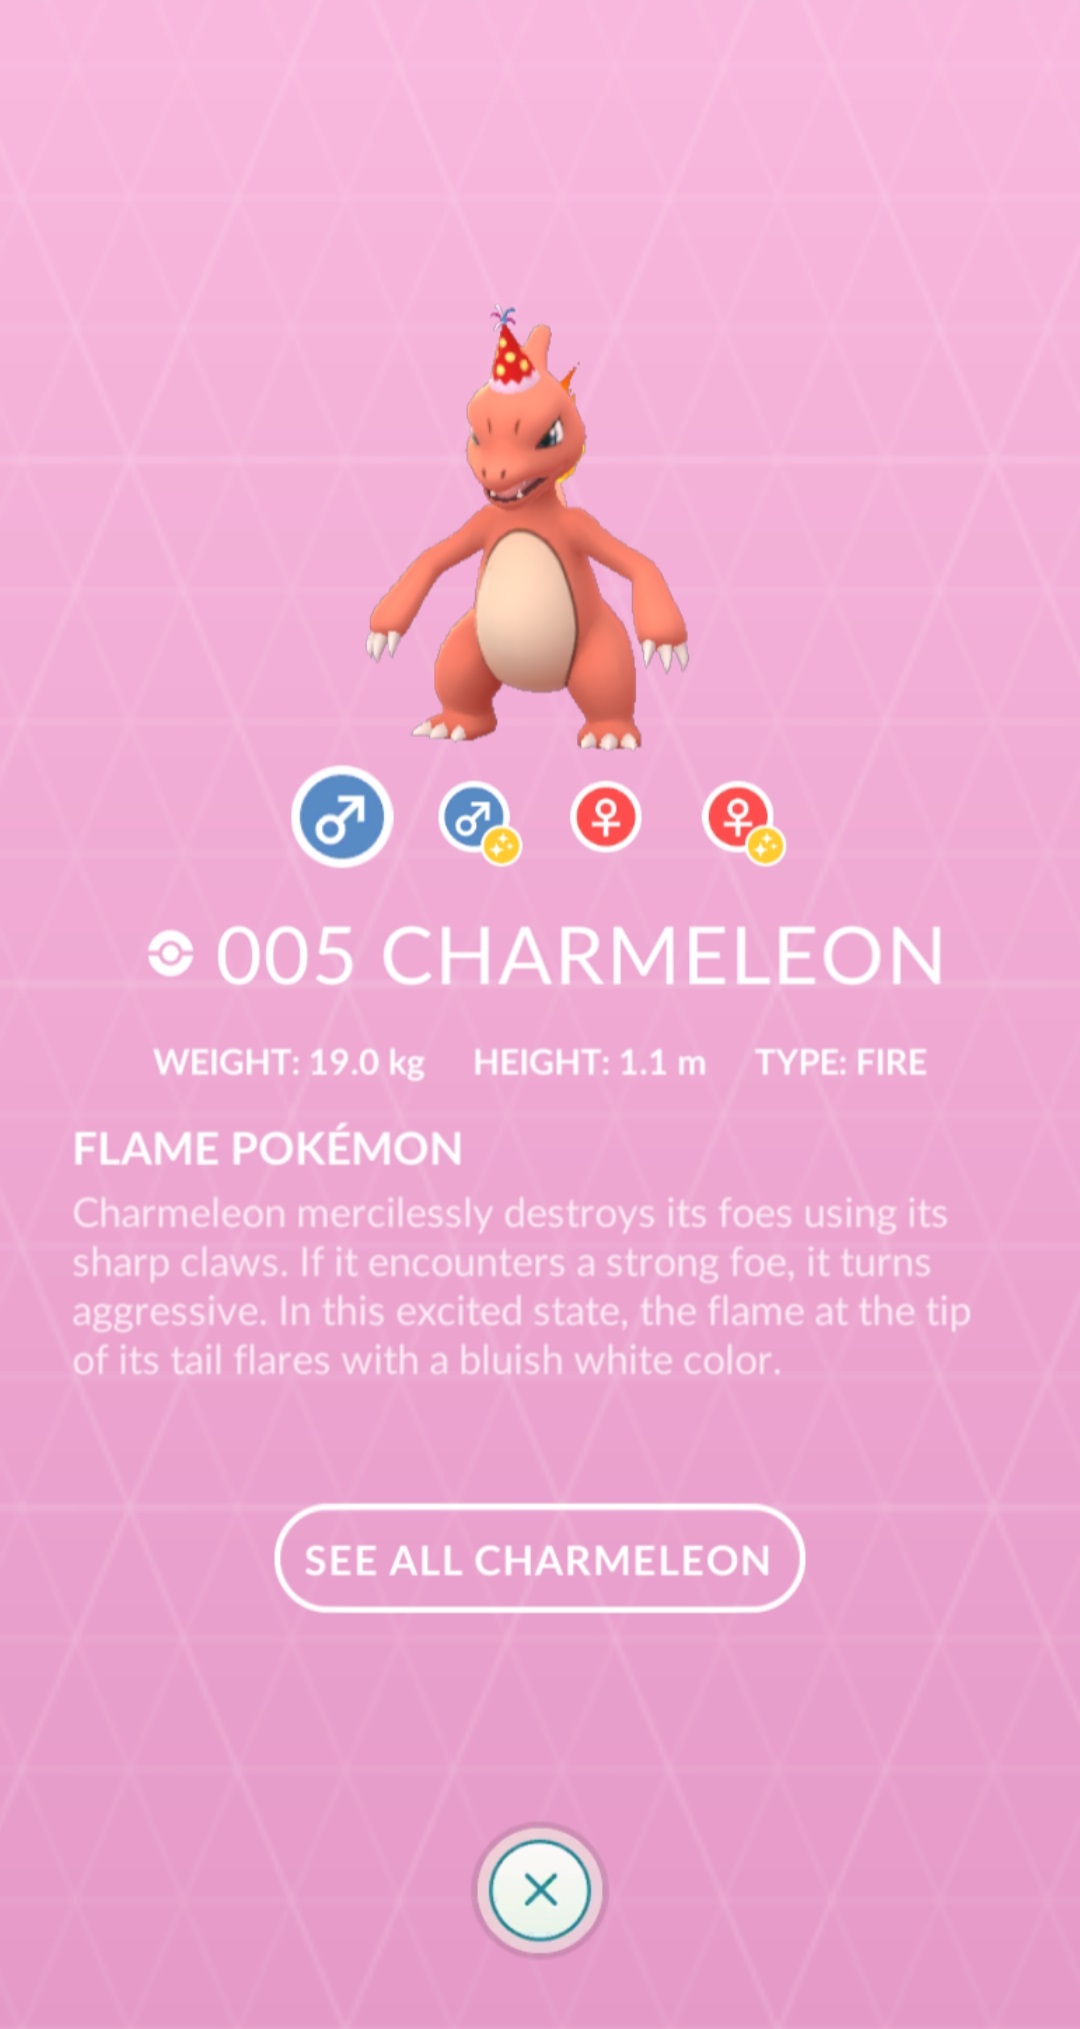 005 CHARMELEON
WEIGHT: 19.0 kg HEIGHT: 1.1 m TYPE: FIRE
FLAME POKÉMON
Charmeleon mercilessly destroys its foes using its
sharp claws. If it encounters a strong foe, it turns
aggressive. In this excited state, the flame at the tip
of its tail flares with a bluish white color.
SEE ALL CHARMELEON